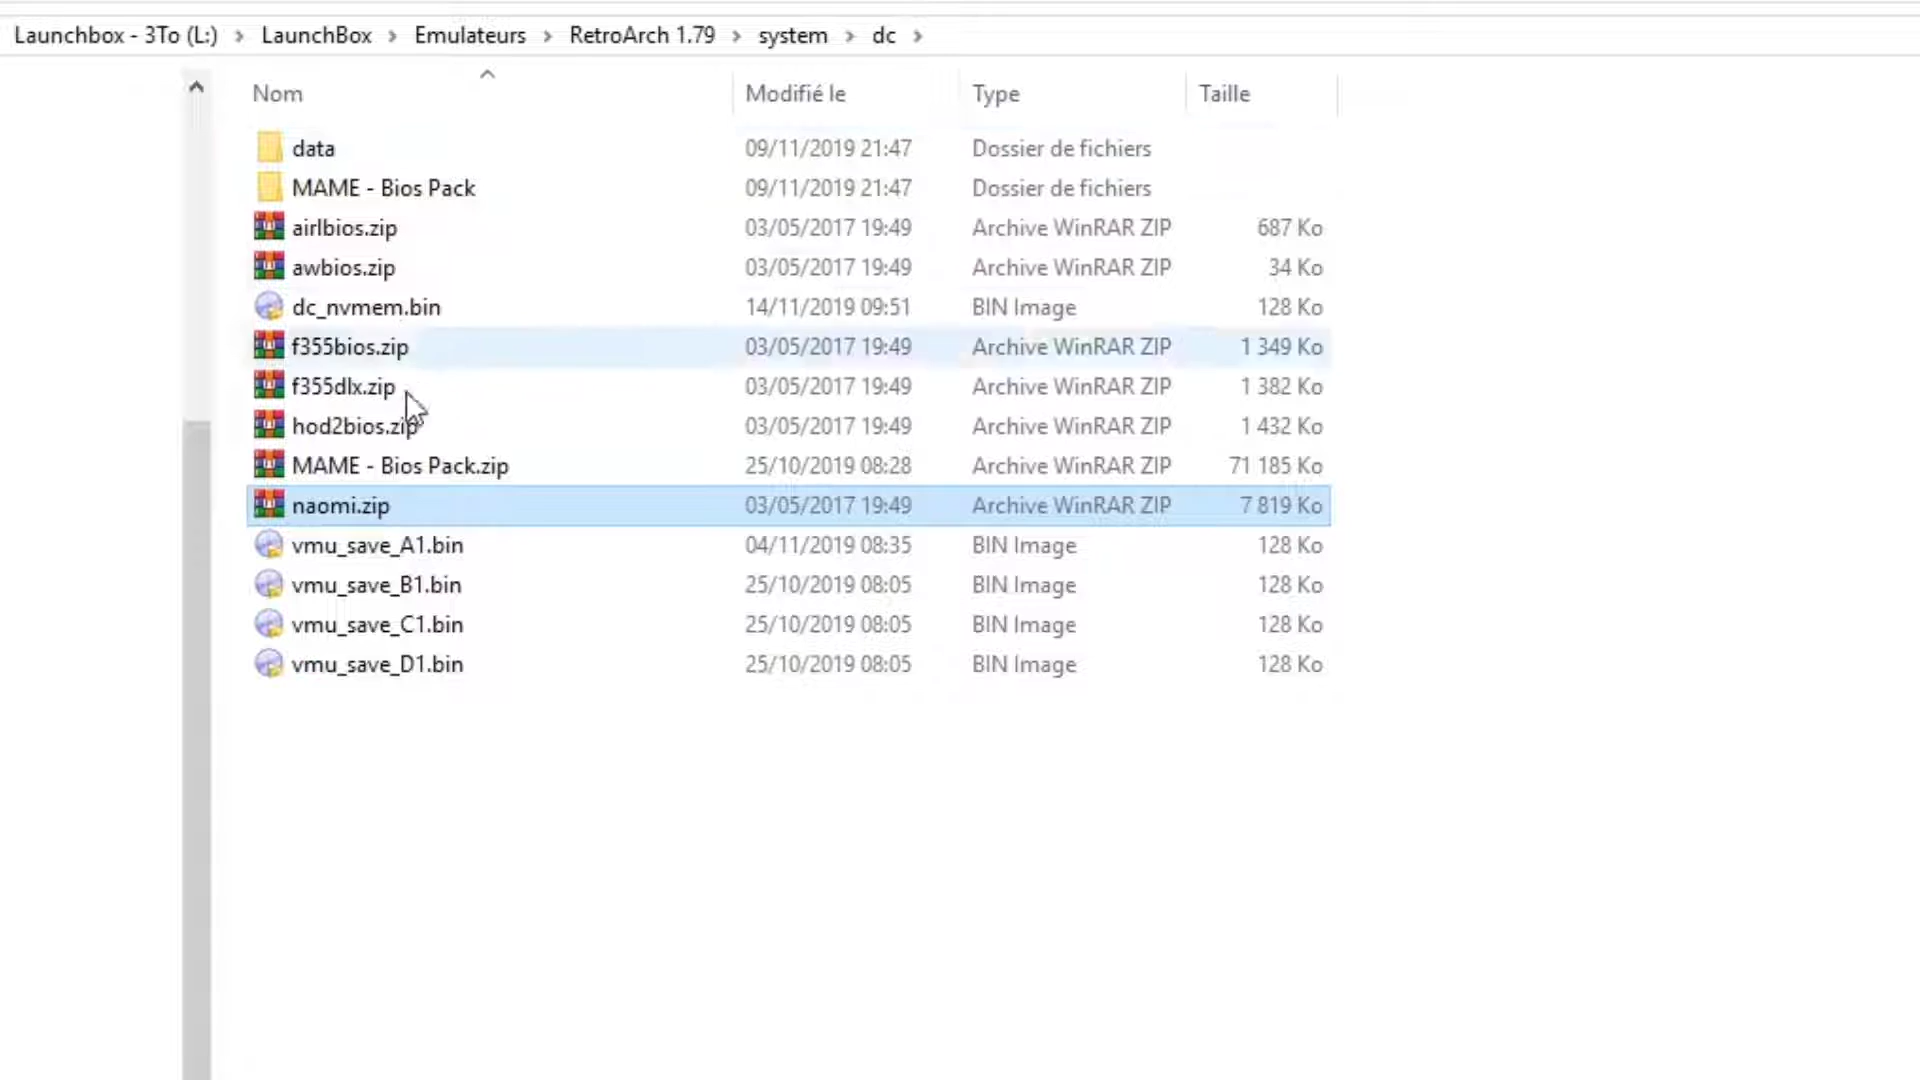 Launchbox - 3To (L:) > LaunchBox > Emulateurs > RetroArch 1.79 > system > dc >
Nom Modifié le Type Taille
data 09/11/2019 21:47 Dossier de fichiers
MAME - Bios Pack 09/11/2019 21:47 Dossier de fichiers
airlbios.zip 03/05/2017 19:49 Archive WinRAR ZIP 687 Ko
awbios.zip 03/05/2017 19:49 Archive WinRAR ZIP 34 Ko
dc_nvmem.bin 14/11/2019 09:51 BIN Image 128 Ko
f355bios.zip 03/05/2017 19:49 Archive WinRAR ZIP 1 349 Ko
f355dlx.zip 03/05/2017 19:49 Archive WinRAR ZIP 1 382 Ko
hod2bios.zip 03/05/2017 19:49 Archive WinRAR ZIP 1 432 Ko
MAME - Bios Pack.zip 25/10/2019 08:28 Archive WinRAR ZIP 71 185 Ko
naomi.zip 03/05/2017 19:49 Archive WinRAR ZIP 7 819 Ko
vmu_save_A1.bin 04/11/2019 08:35 BIN Image 128 Ko
vmu_save_B1.bin 25/10/2019 08:05 BIN Image 128 Ko
vmu_save_C1.bin 25/10/2019 08:05 BIN Image 128 Ko
vmu_save_D1.bin 25/10/2019 08:05 BIN Image 128 Ko